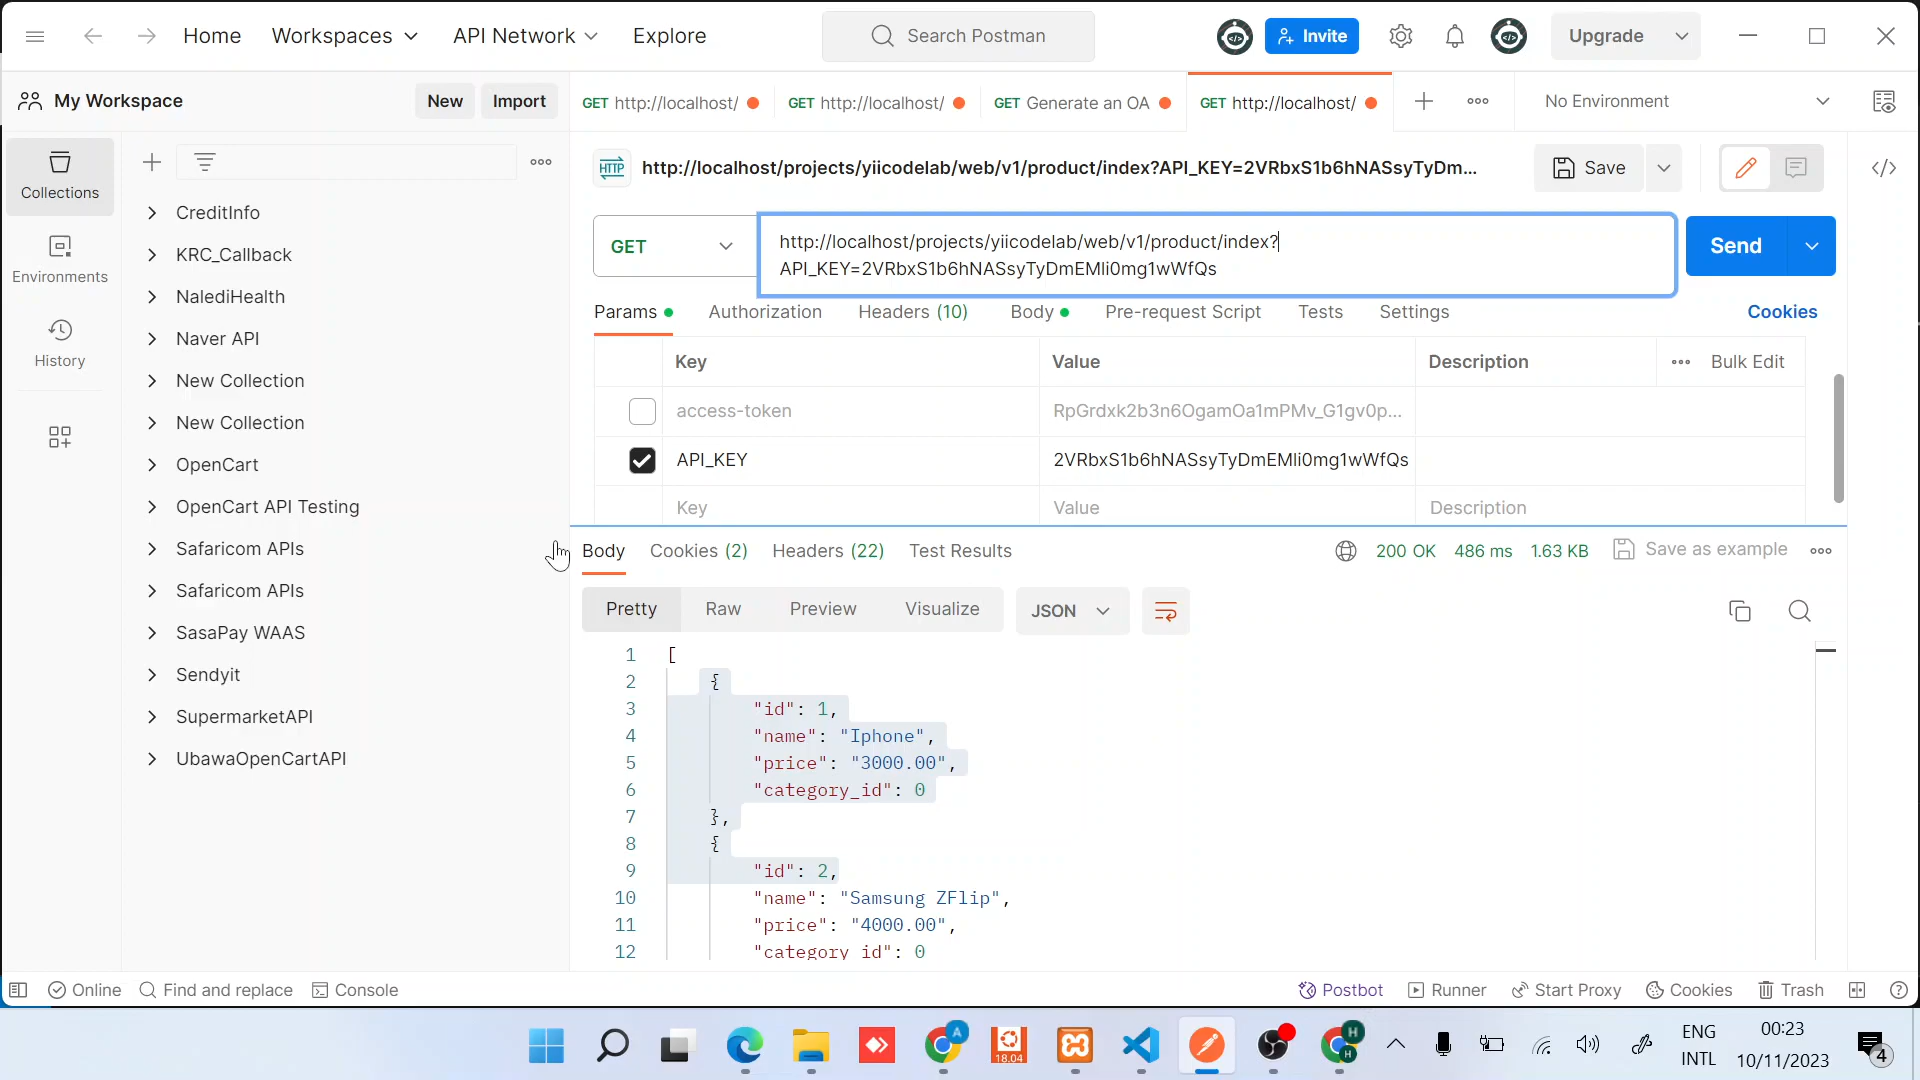 Home
Workspaces
API Network
Explore
Search Postman
Invite
Upgrade
My Workspace
New
Import
GET http://localhost/
GET http://localhost/
GET Generate an OA
GET http://localhost/
No Environment
Collections
Environments
History
CreditInfo
KRC_Callback
NalediHealth
Naver API
New Collection
New Collection
OpenCart
OpenCart API Testing
Safaricom APIs
Safaricom APIs
SasaPay WAAS
Sendyit
SupermarketAPI
UbawaOpenCartAPI
HTTP
http://localhost/projects/yiicodelab/web/v1/product/index?API_KEY=2VRbxS1b6hNASsyTyDm...
Save
GET
http://localhost/projects/yiicodelab/web/v1/product/index?
API_KEY=2VRbxS1b6hNASsyTyDmEMli0mg1wWfQs
Send
Params
Authorization
Headers (10)
Body
Pre-request Script
Tests
Settings
Cookies
Key
Value
Description
Bulk Edit
access-token
RpGrdxk2b3n6OgamOa1mPMv_G1gv0p...
API_KEY
2VRbxS1b6hNASsyTyDmEMli0mg1wWfQs
Key
Value
Description
Body
Cookies (2)
Headers (22)
Test Results
200 OK
486 ms
1.63 KB
Save as example
Pretty
Raw
Preview
Visualize
JSON
1 [
2 {
3 "id": 1,
4 "name": "Iphone",
5 "price": "3000.00",
6 "category_id": 0
7 },
8 {
9 "id": 2,
10 "name": "Samsung ZFlip",
11 "price": "4000.00",
12 "category_id": 0
Online
Find and replace
Console
Postbot
Runner
Start Proxy
Cookies
Trash
A
18.04
H
H
ENG
INTL
00:23
10/11/2023
4